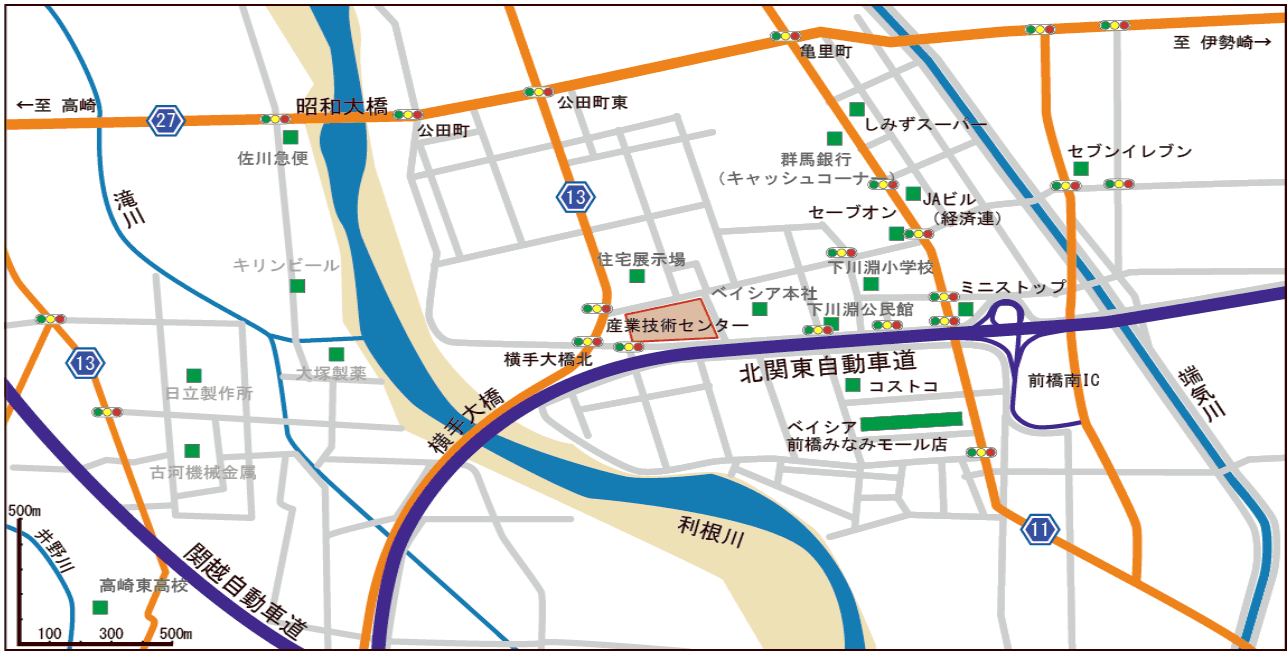 亀里町
至 伊勢崎→
←至 高崎
27
昭和大橋
公田町
公田町東
佐川急便
しみずスーパー
群馬銀行
(キャッシュコーナー)
セブンイレブン
13
滝川
JAビル
(経済連)
セーブオン
キリンビール
住宅展示場
下川淵小学校
ベイシア本社
ミニストップ
下川淵公民館
産業技術センター
横手大橋北
13
大塚製薬
北関東自動車道
前橋南IC
端気川
コストコ
日立製作所
横手大橋
ベイシア
前橋みなみモール店
古河機械金属
利根川
11
500m
井野川
関越自動車道
高崎東高校
100 300 500m